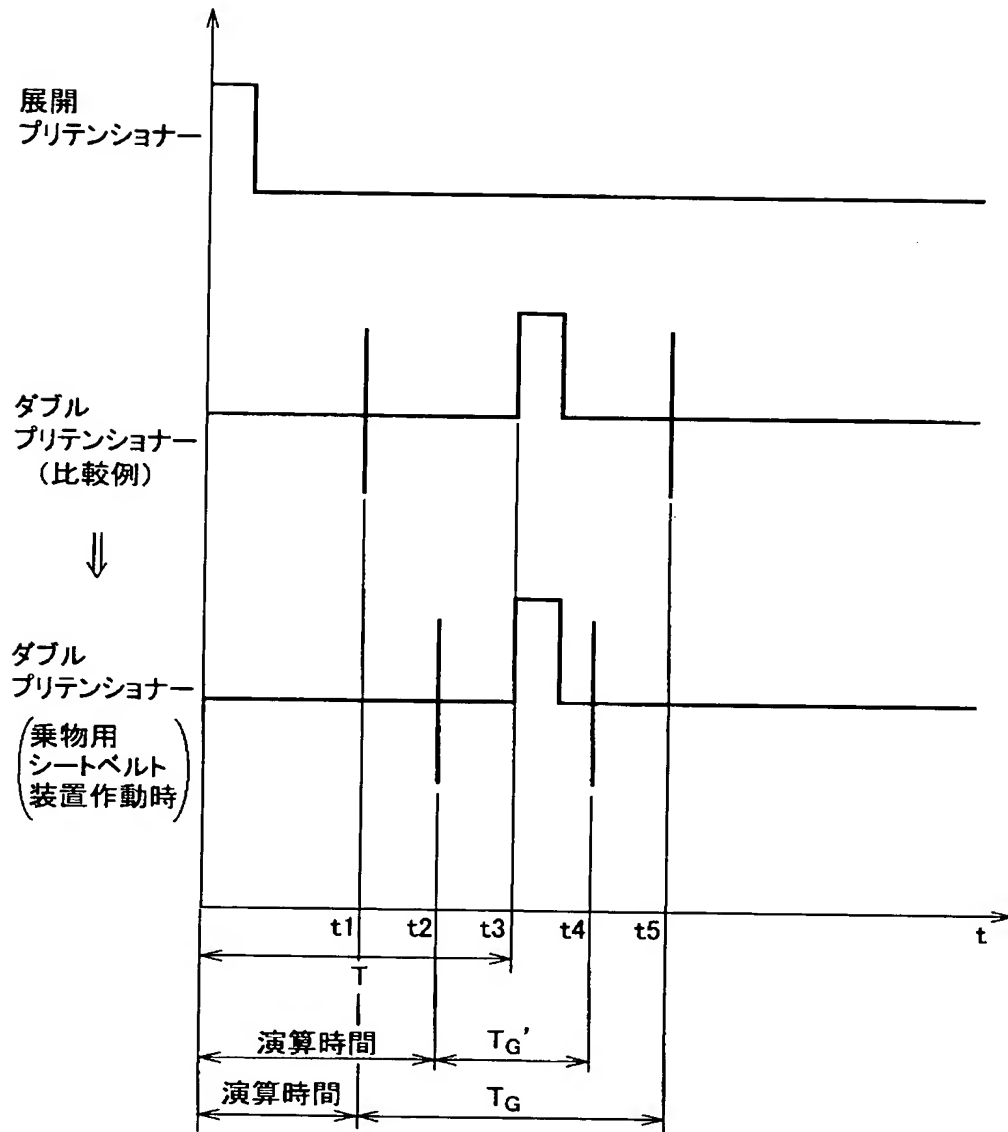 展開
プリテンショナー
ダブル
プリテンショナー
(比較例)
⇓
ダブル
プリテンショナー
(乗物用
シートベルト
装置作動時)
t1 t2 t3 t4 t5 t
T
演算時間 TG'
演算時間 TG